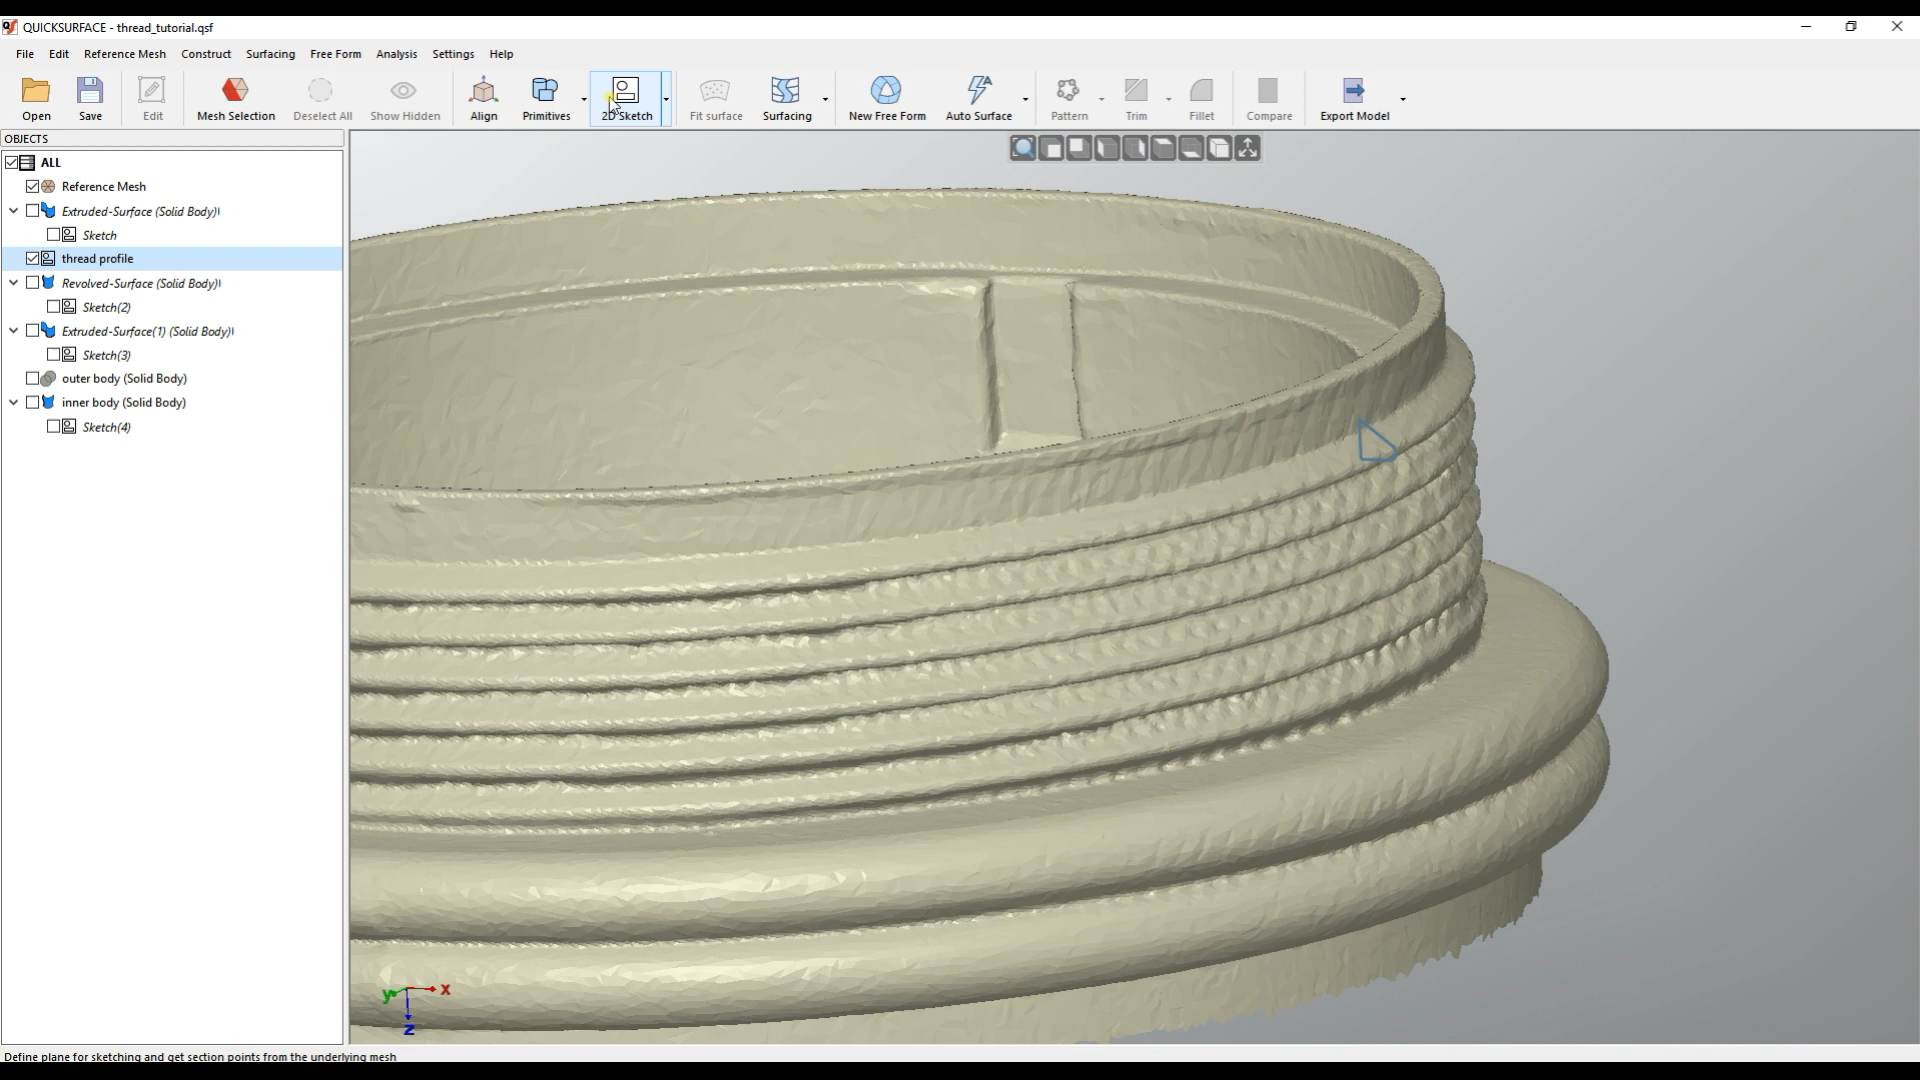 QUICKSURFACE - thread_tutorial.qsf
File Edit Reference Mesh Construct Surfacing Free Form Analysis Settings Help
Open Save Edit Mesh Selection Deselect All Show Hidden Align Primitives 2D Sketch Fit surface Surfacing New Free Form Auto Surface Pattern Trim Fillet Compare Export Model
OBJECTS
ALL
Reference Mesh
Extruded-Surface (Solid Body)
Sketch
thread profile
Revolved-Surface (Solid Body)
Sketch(2)
Extruded-Surface(1) (Solid Body)
Sketch(3)
outer body (Solid Body)
inner body (Solid Body)
Sketch(4)
y x
z
Define plane for sketching and get section points from the underlying mesh